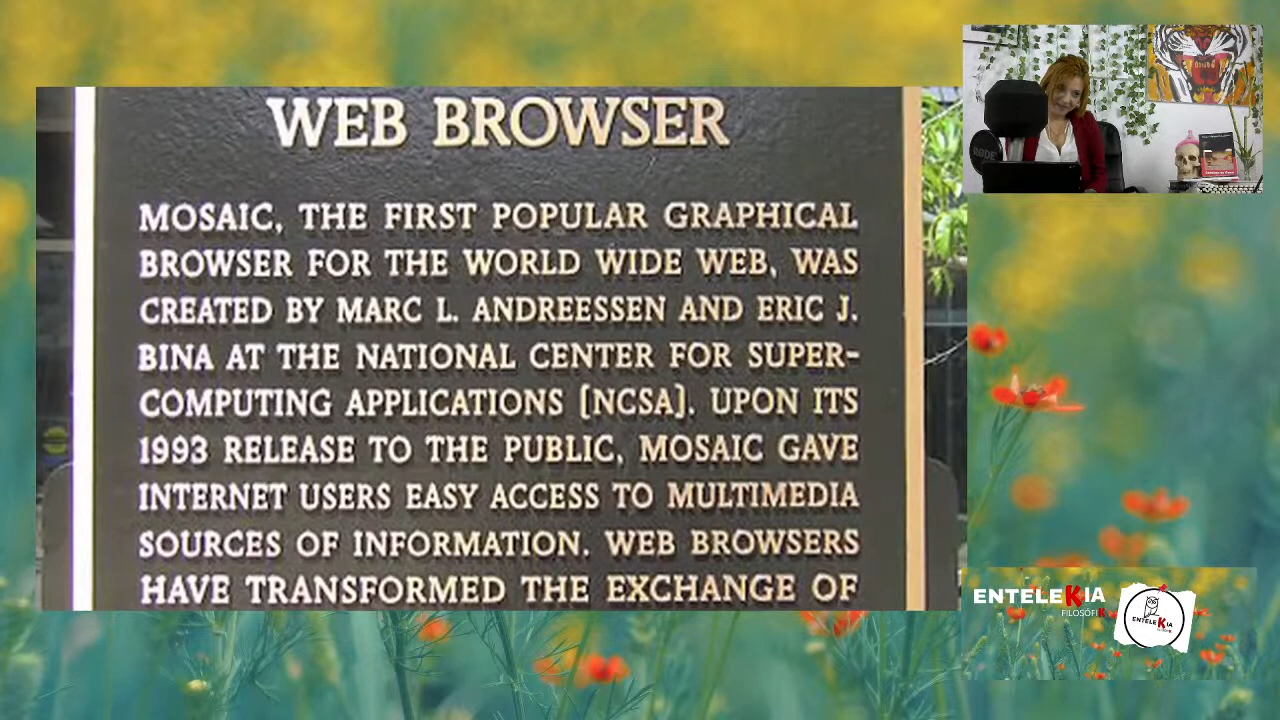 WEB BROWSER
MOSAIC, THE FIRST POPULAR GRAPHICAL
BROWSER FOR THE WORLD WIDE WEB, WAS
CREATED BY MARC L. ANDREESSEN AND ERIC J.
BINA AT THE NATIONAL CENTER FOR SUPER-
COMPUTING APPLICATIONS (NCSA). UPON ITS
1993 RELEASE TO THE PUBLIC, MOSAIC GAVE
INTERNET USERS EASY ACCESS TO MULTIMEDIA
SOURCES OF INFORMATION. WEB BROWSERS
HAVE TRANSFORMED THE EXCHANGE OF
RØDE
ENTELEKIA
FILOSÓFIK
ENTELEKIA